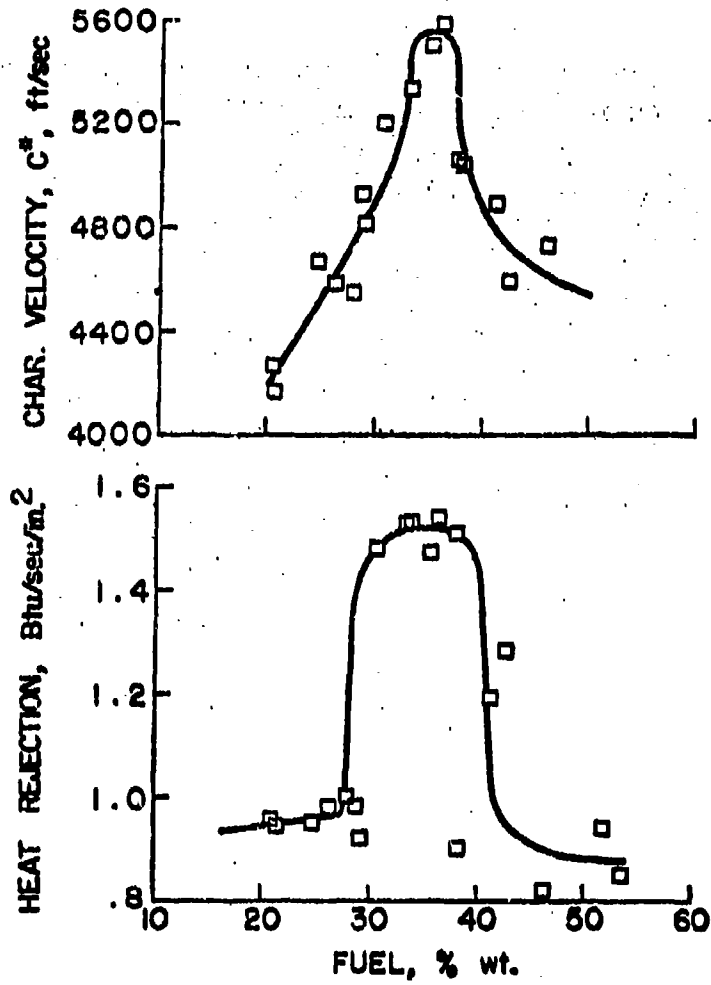 CHAR. VELOCITY, C*, ft/sec
5600
5200
4800
4400
4000
HEAT REJECTION, Btu/sec/in.2
1.6
1.4
1.2
1.0
.8
10 20 30 40 50 60
FUEL, % wt.